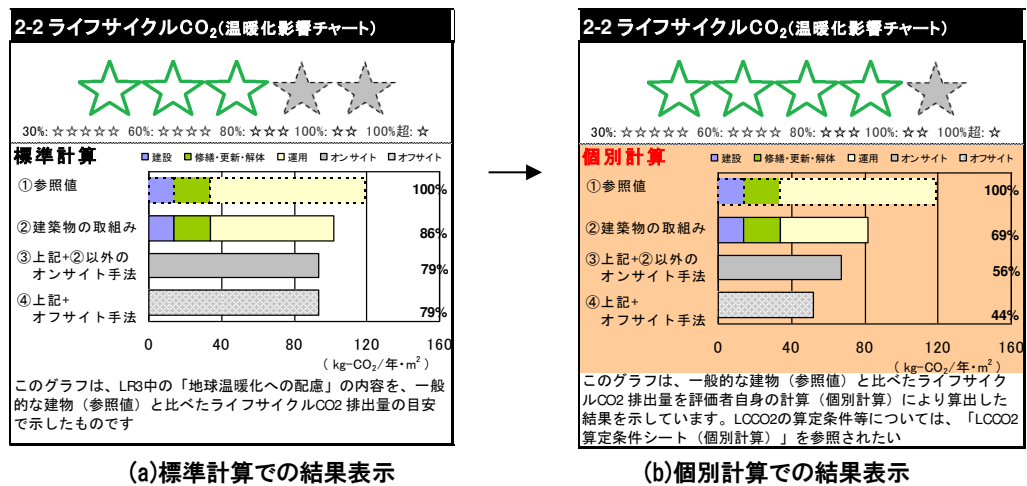 2-2 ライフサイクルCO₂(温暖化影響チャート)
30%: ☆☆☆☆☆ 60%: ☆☆☆☆ 80%: ☆☆☆ 100%: ☆☆ 100%超: ☆
標準計算
■建設 ■修繕・更新・解体 □運用 ■オンサイト ▨オフサイト
①参照値
100%
②建築物の取組み
86%
③上記+②以外の
オンサイト手法
79%
④上記+
オフサイト手法
79%
0 40 80 120 160
( kg-CO₂/年・m² )
このグラフは、LR3中の「地球温暖化への配慮」の内容を、一般
的な建物(参照値)と比べたライフサイクルCO2 排出量の目安
で示したものです
(a)標準計算での結果表示
2-2 ライフサイクルCO₂(温暖化影響チャート)
30%: ☆☆☆☆☆ 60%: ☆☆☆☆ 80%: ☆☆☆ 100%: ☆☆ 100%超: ☆
個別計算
■建設 ■修繕・更新・解体 □運用 ■オンサイト ▨オフサイト
①参照値
100%
②建築物の取組み
69%
③上記+②以外の
オンサイト手法
56%
④上記+
オフサイト手法
44%
0 40 80 120 160
( kg-CO₂/年・m² )
このグラフは、一般的な建物(参照値)と比べたライフサイク
ルCO2 排出量を評価者自身の計算(個別計算)により算出した
結果を示しています。LCCO2の算定条件等については、「LCCO2
算定条件シート(個別計算)」を参照されたい
(b)個別計算での結果表示